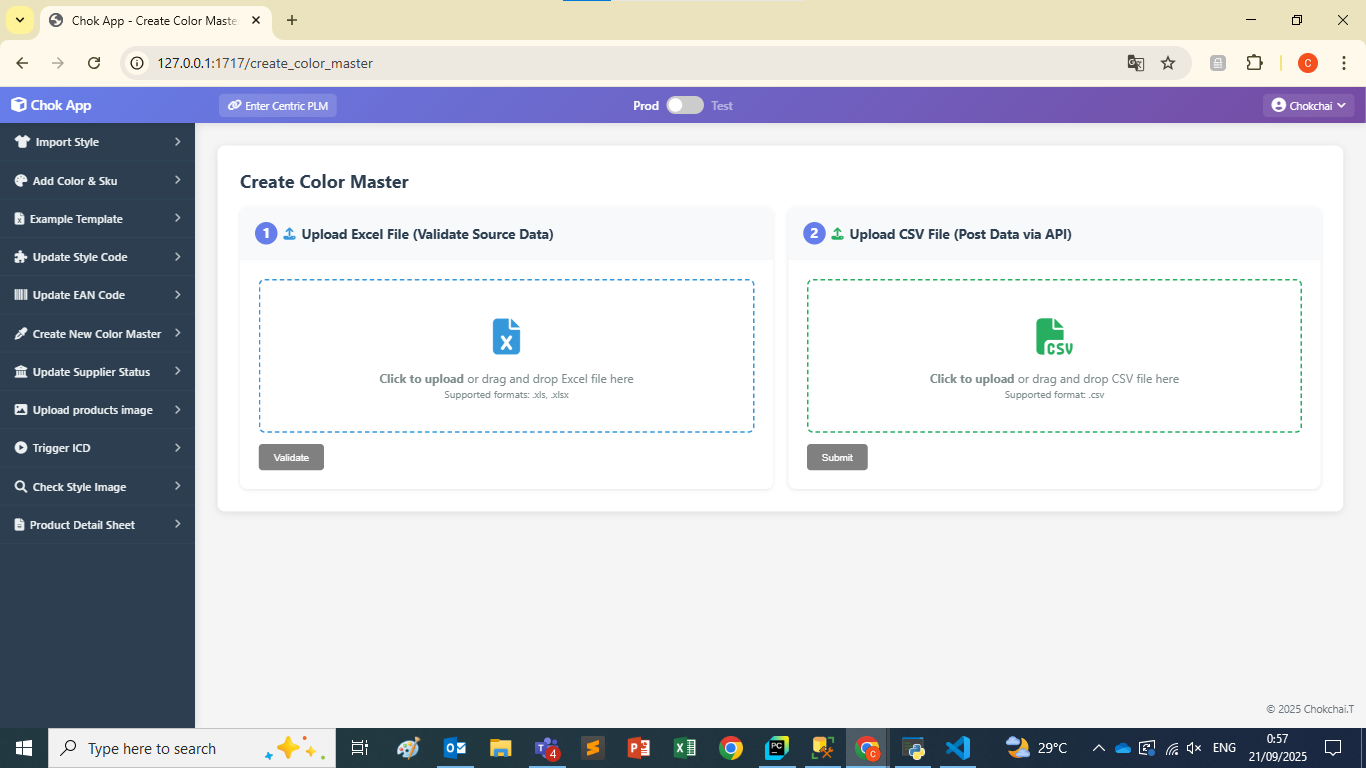 Chok App - Create Color Maste
127.0.0.1:1717/create_color_master
Chok App
Enter Centric PLM
Prod
Test
Chokchai
Import Style
Add Color & Sku
Example Template
Update Style Code
Update EAN Code
Create New Color Master
Update Supplier Status
Upload products image
Trigger ICD
Check Style Image
Product Detail Sheet
Create Color Master
1 Upload Excel File (Validate Source Data)
X
Click to upload or drag and drop Excel file here
Supported formats: .xls, .xlsx
Validate
2 Upload CSV File (Post Data via API)
CSV
Click to upload or drag and drop CSV file here
Supported format: .csv
Submit
© 2025 Chokchai.T
Type here to search
4
PC
C
29°C
ENG
0:57
21/09/2025